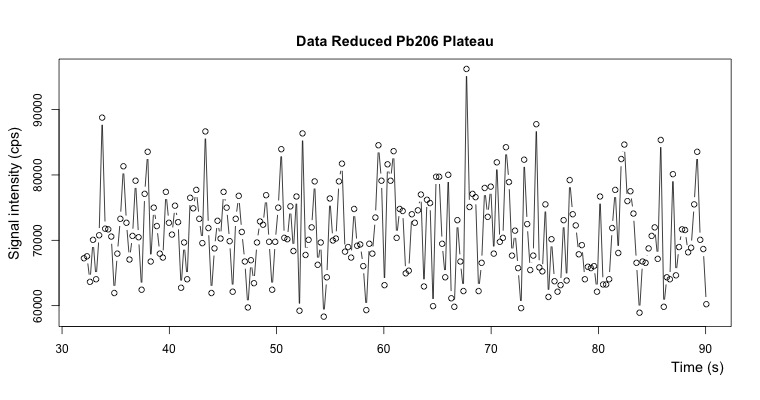 Data Reduced Pb206 Plateau
Signal intensity (cps)
90000
80000
70000
60000
30 40 50 60 70 80 90
Time (s)